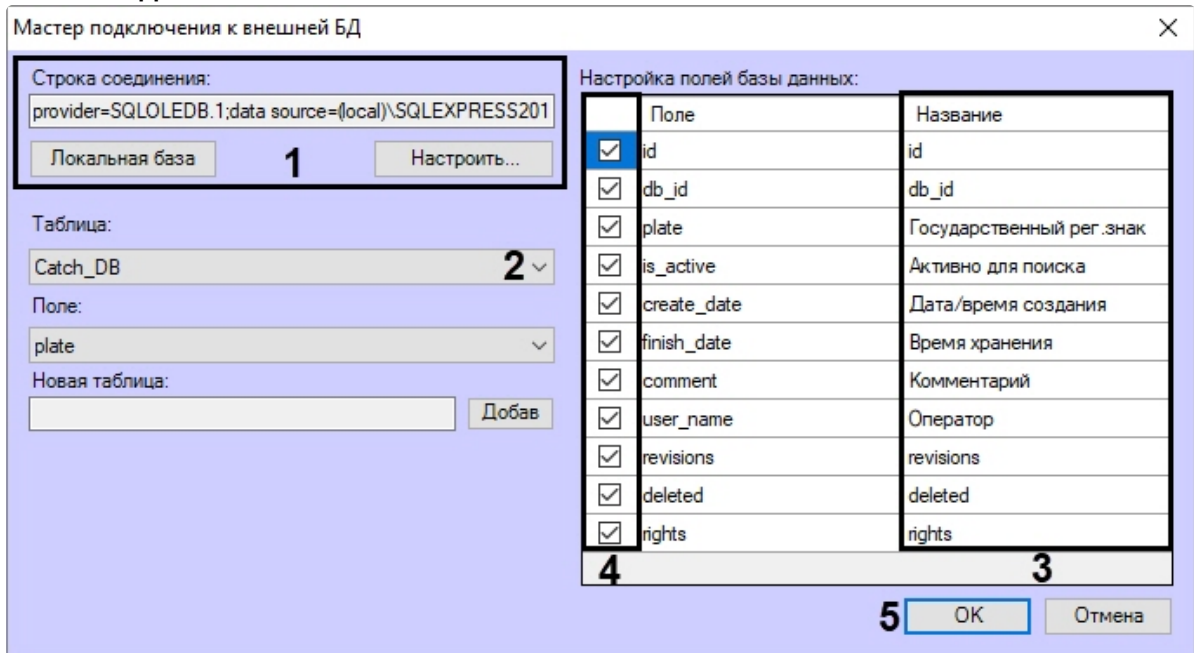 Мастер подключения к внешней БД
Строка соединения:
provider=SQLOLEDB.1;data source=(local)\SQLEXPRESS201
Локальная база 1 Настроить...
Таблица:
Catch_DB 2
Поле:
plate
Новая таблица:
Добав
Настройка полей базы данных:
Поле Название
id id
db_id db_id
plate Государственный рег.знак
is_active Активно для поиска
create_date Дата/время создания
finish_date Время хранения
comment Комментарий
user_name Оператор
revisions revisions
deleted deleted
rights rights
4 3
5 OK Отмена